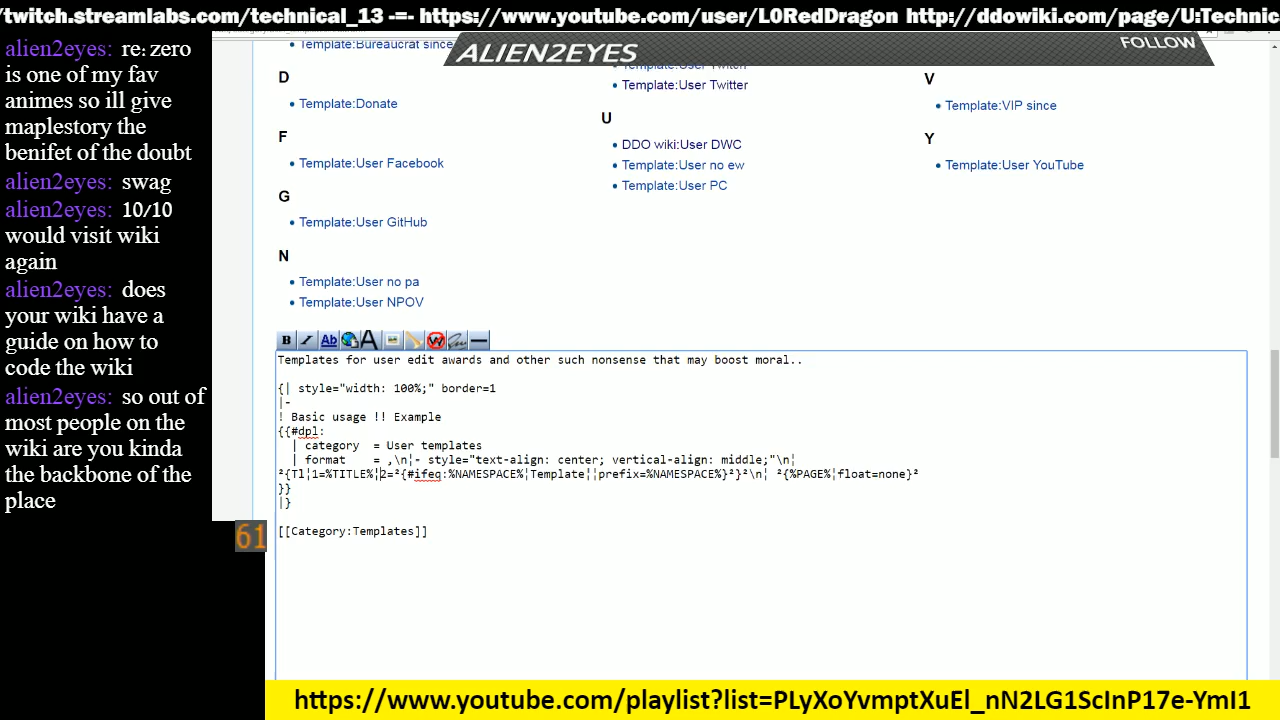 /twitch.streamlabs.com/technical_13 -=- https://www.youtube.com/user/L0RedDragon http://ddowiki.com/page/U:Technic
alien2eyes: re:zero
is one of my fav
animes so ill give
maplestory the
benifet of the doubt
alien2eyes: swag
alien2eyes: 10/10
would visit wiki
again
alien2eyes: does
your wiki have a
guide on how to
code the wiki
alien2eyes: so out of
most people on the
wiki are you kinda
the backbone of the
place
ALIEN2EYES
FOLLOW
Template:Bureaucrat since
D
Template:Donate
F
Template:User Facebook
G
Template:User GitHub
N
Template:User no pa
Template:User NPOV
Template:User Twitch
Template:User Twitter
U
DDO wiki:User DWC
Template:User no ew
Template:User PC
V
Template:VIP since
Y
Template:User YouTube
B I Ab A W
Templates for user edit awards and other such nonsense that may boost moral..
{| style="width: 100%;" border=1
|-
! Basic usage !! Example
{{#dpl:
| category = User templates
| format = ,\n¦- style="text-align: center; vertical-align: middle;"\n¦
²{Tl¦1=%TITLE%¦2=²{#ifeq:%NAMESPACE%¦Template¦¦prefix=%NAMESPACE%}²}²\n¦ ²{%PAGE%¦float=none}²
}}
|}
[[Category:Templates]]
61
https://www.youtube.com/playlist?list=PLyXoYvmptXuEl_nN2LG1ScInP17e-YmI1